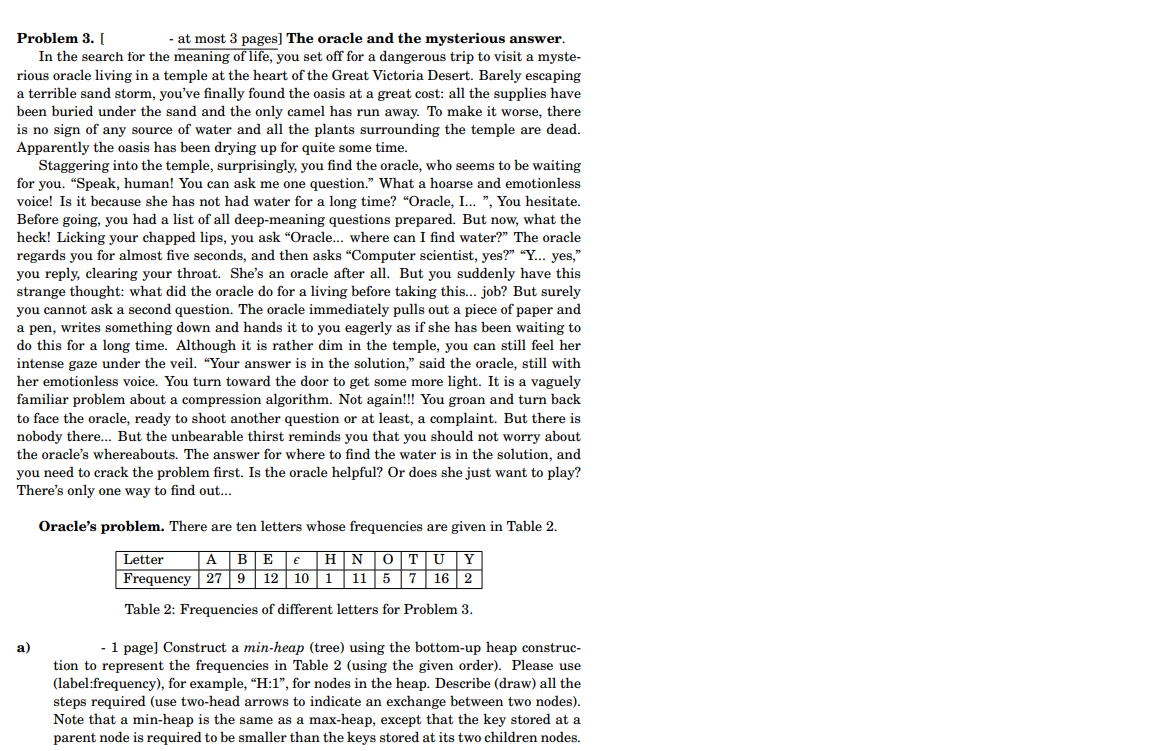 Problem 3. [ - at most 3 pages] The oracle and the mysterious answer.
In the search for the meaning of life, you set off for a dangerous trip to visit a myste-
rious oracle living in a temple at the heart of the Great Victoria Desert. Barely escaping
a terrible sand storm, you've finally found the oasis at a great cost: all the supplies have
been buried under the sand and the only camel has run away. To make it worse, there
is no sign of any source of water and all the plants surrounding the temple are dead.
Apparently the oasis has been drying up for quite some time.
Staggering into the temple, surprisingly, you find the oracle, who seems to be waiting
for you. “Speak, human! You can ask me one question.” What a hoarse and emotionless
voice! Is it because she has not had water for a long time? “Oracle, I... ”, You hesitate.
Before going, you had a list of all deep-meaning questions prepared. But now, what the
heck! Licking your chapped lips, you ask “Oracle... where can I find water?” The oracle
regards you for almost five seconds, and then asks “Computer scientist, yes?” “Y... yes,”
you reply, clearing your throat. She's an oracle after all. But you suddenly have this
strange thought: what did the oracle do for a living before taking this... job? But surely
you cannot ask a second question. The oracle immediately pulls out a piece of paper and
a pen, writes something down and hands it to you eagerly as if she has been waiting to
do this for a long time. Although it is rather dim in the temple, you can still feel her
intense gaze under the veil. “Your answer is in the solution,” said the oracle, still with
her emotionless voice. You turn toward the door to get some more light. It is a vaguely
familiar problem about a compression algorithm. Not again!!! You groan and turn back
to face the oracle, ready to shoot another question or at least, a complaint. But there is
nobody there... But the unbearable thirst reminds you that you should not worry about
the oracle's whereabouts. The answer for where to find the water is in the solution, and
you need to crack the problem first. Is the oracle helpful? Or does she just want to play?
There's only one way to find out...
Oracle's problem. There are ten letters whose frequencies are given in Table 2.
Letter A B E ϵ H N O T U Y
Frequency 27 9 12 10 1 11 5 7 16 2
Table 2: Frequencies of different letters for Problem 3.
a) - 1 page] Construct a min-heap (tree) using the bottom-up heap construc-
tion to represent the frequencies in Table 2 (using the given order). Please use
(label:frequency), for example, “H:1”, for nodes in the heap. Describe (draw) all the
steps required (use two-head arrows to indicate an exchange between two nodes).
Note that a min-heap is the same as a max-heap, except that the key stored at a
parent node is required to be smaller than the keys stored at its two children nodes.